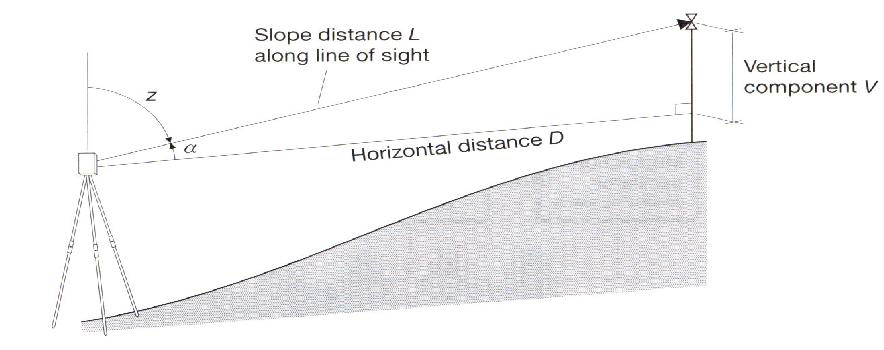 Slope distance L
along line of sight
z
α
Horizontal distance D
Vertical
component V